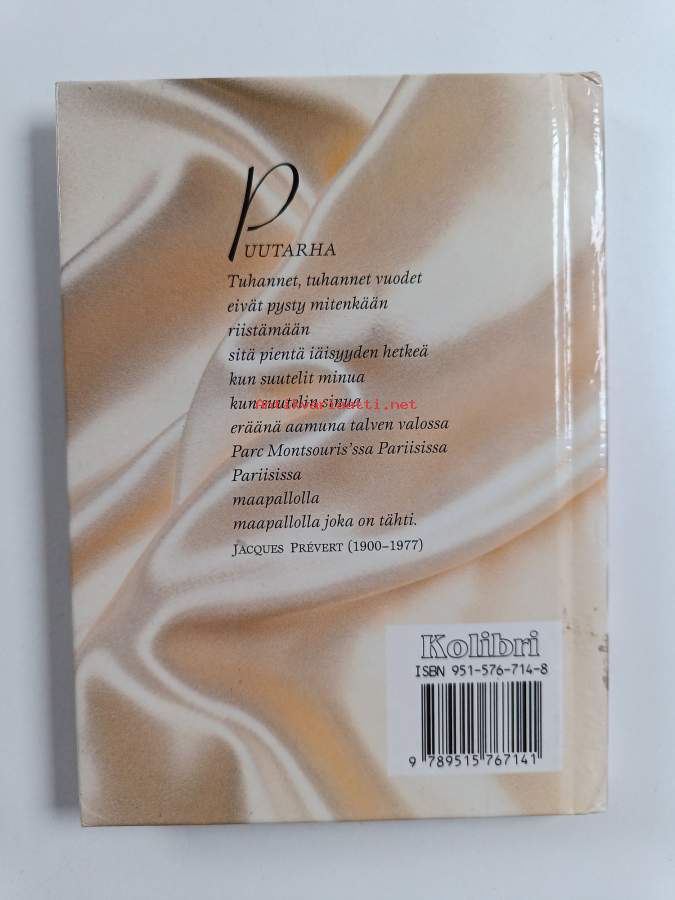 PUUTARHA
Tuhannet, tuhannet vuodet
eivät pysty mitenkään
riistämään
sitä pientä iäisyyden hetkeä
kun suutelit minua
kun suutelin sinua
antikvariaatti.net
eräänä aamuna talven valossa
Parc Montsouris'ssa Pariisissa
Pariisissa
maapallolla
maapallolla joka on tähti.
JACQUES PRÉVERT (1900–1977)
Kolibri
ISBN 951-576-714-8
9 789515 767141